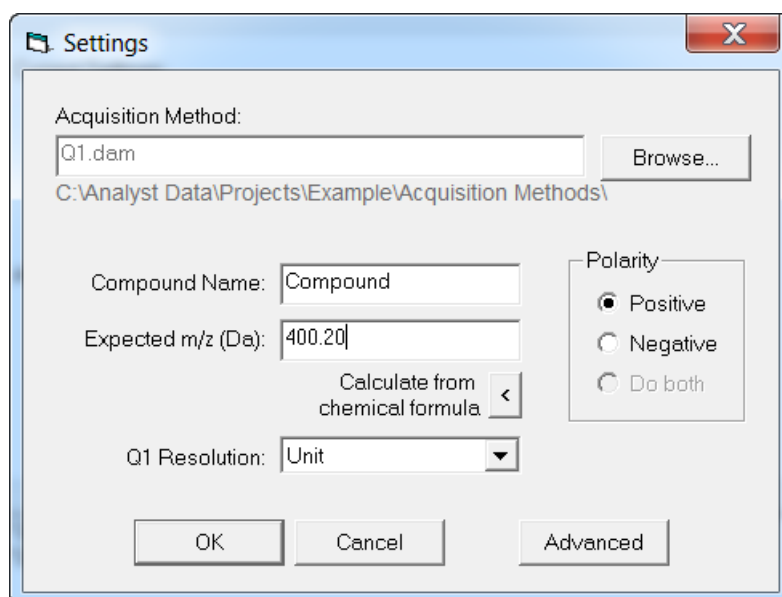 Settings
X
Acquisition Method:
Q1.dam
Browse...
C:\Analyst Data\Projects\Example\Acquisition Methods\
Compound Name:
Compound
Polarity
Positive
Expected m/z (Da):
400.20
Negative
Calculate from
chemical formula
<
Do both
Q1 Resolution:
Unit
OK
Cancel
Advanced